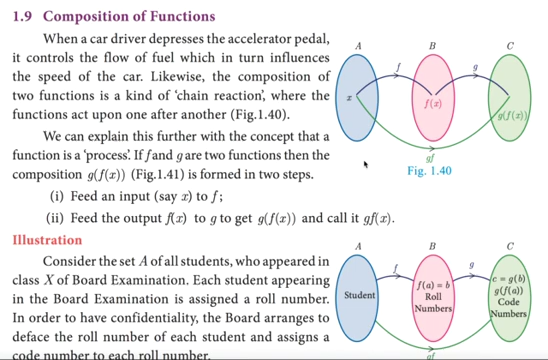 1.9 Composition of Functions
When a car driver depresses the accelerator pedal,
it controls the flow of fuel which in turn influences
the speed of the car. Likewise, the composition of
two functions is a kind of 'chain reaction', where the
functions act upon one after another (Fig.1.40).
We can explain this further with the concept that a
function is a 'process'. If f and g are two functions then the
composition g(f(x)) (Fig.1.41) is formed in two steps.
(i) Feed an input (say x) to f;
(ii) Feed the output f(x) to g to get g(f(x)) and call it gf(x).
A B C
f g
x
f(x)
g(f(x))
gf
Fig. 1.40
Illustration
Consider the set A of all students, who appeared in
class X of Board Examination. Each student appearing
in the Board Examination is assigned a roll number.
In order to have confidentiality, the Board arranges to
deface the roll number of each student and assigns a
code number to each roll number.
A B C
f g
Student
f(a) = b
Roll
Numbers
c = g(b)
g(f(a))
Code
Numbers
gf